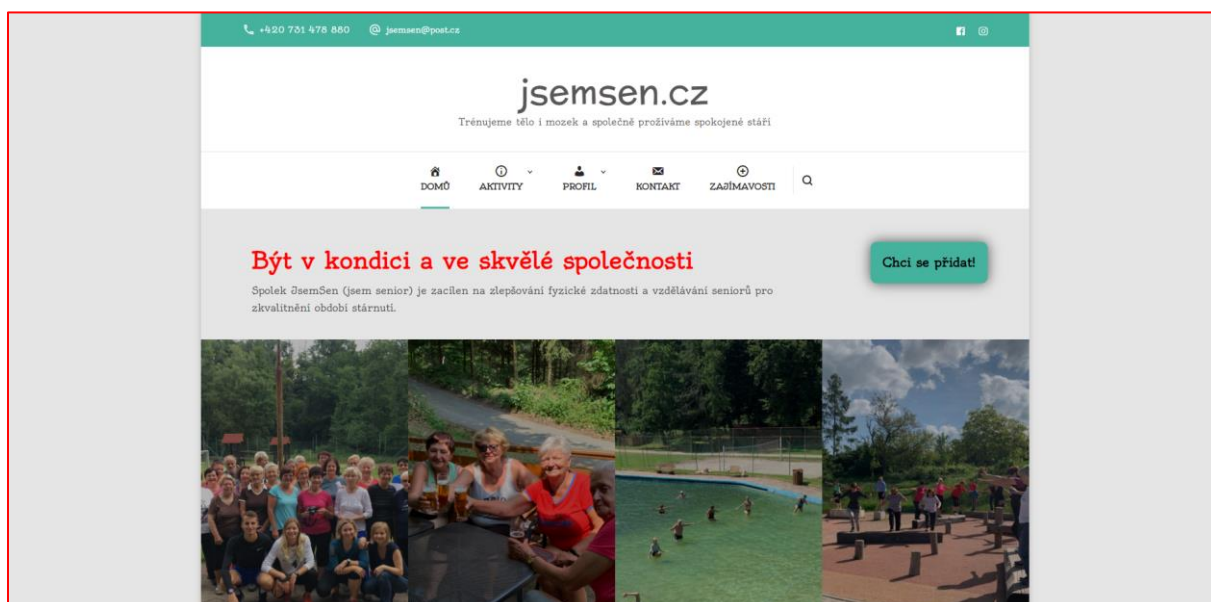 +420 731 478 880 jsemsen@post.cz
jsemsen.cz
Trénujeme tělo i mozek a společně prožíváme spokojené stáří
DOMŮ AKTIVITY PROFIL KONTAKT ZAJÍMAVOSTI
Být v kondici a ve skvělé společnosti
Chci se přidat!
Spolek JsemSen (jsem senior) je zacílen na zlepšování fyzické zdatnosti a vzdělávání seniorů pro
zkvalitnění období stárnutí.